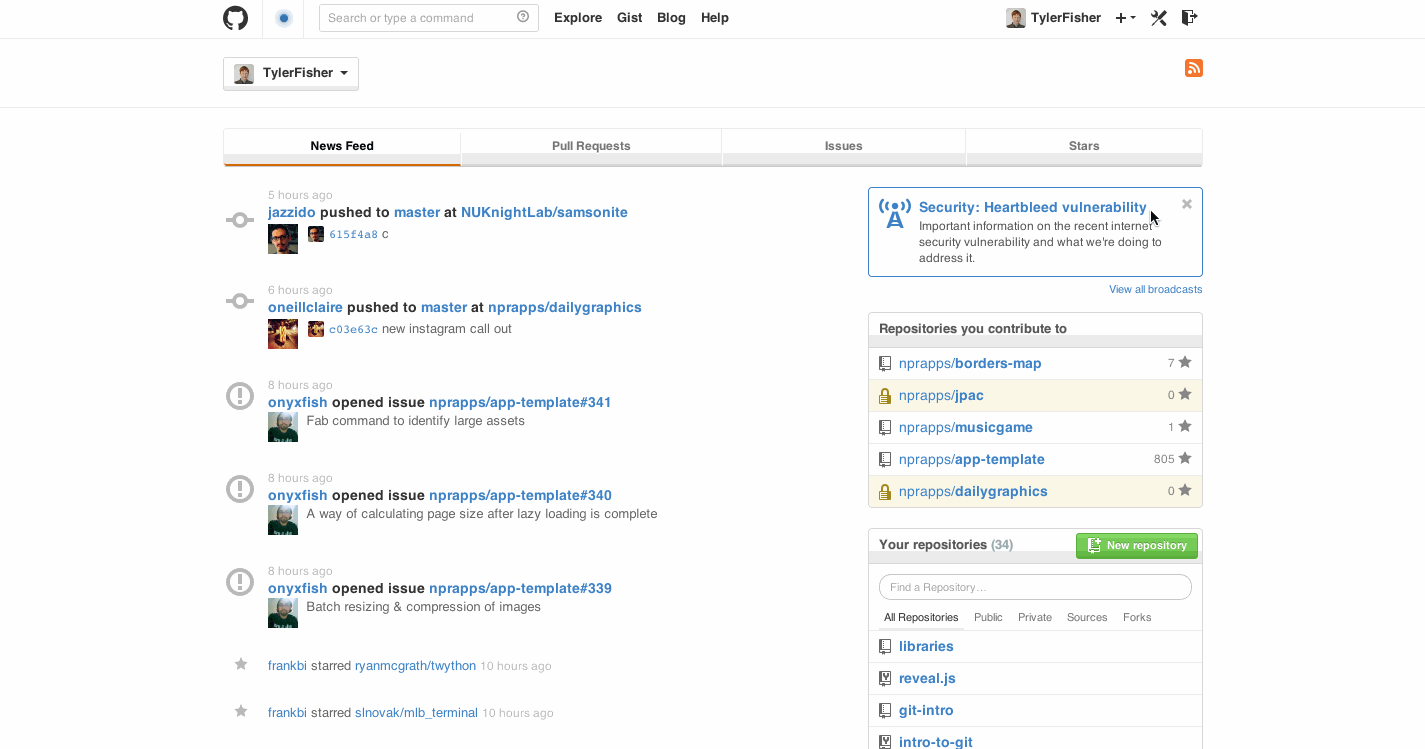 Search or type a command
Explore Gist Blog Help
TylerFisher
TylerFisher
News Feed Pull Requests Issues Stars
5 hours ago
jazzido pushed to master at NUKnightLab/samsonite
615f4a8 c
6 hours ago
oneillclaire pushed to master at nprapps/dailygraphics
c03e63c new instagram call out
8 hours ago
onyxfish opened issue nprapps/app-template#341
Fab command to identify large assets
8 hours ago
onyxfish opened issue nprapps/app-template#340
A way of calculating page size after lazy loading is complete
8 hours ago
onyxfish opened issue nprapps/app-template#339
Batch resizing & compression of images
frankbi starred ryanmcgrath/twython 10 hours ago
frankbi starred slnovak/mlb_terminal 10 hours ago
Security: Heartbleed vulnerability
Important information on the recent internet
security vulnerability and what we're doing to
address it.
View all broadcasts
Repositories you contribute to
nprapps/borders-map 7
nprapps/jpac 0
nprapps/musicgame 1
nprapps/app-template 805
nprapps/dailygraphics 0
Your repositories (34) New repository
Find a Repository…
All Repositories Public Private Sources Forks
libraries
reveal.js
git-intro
intro-to-git